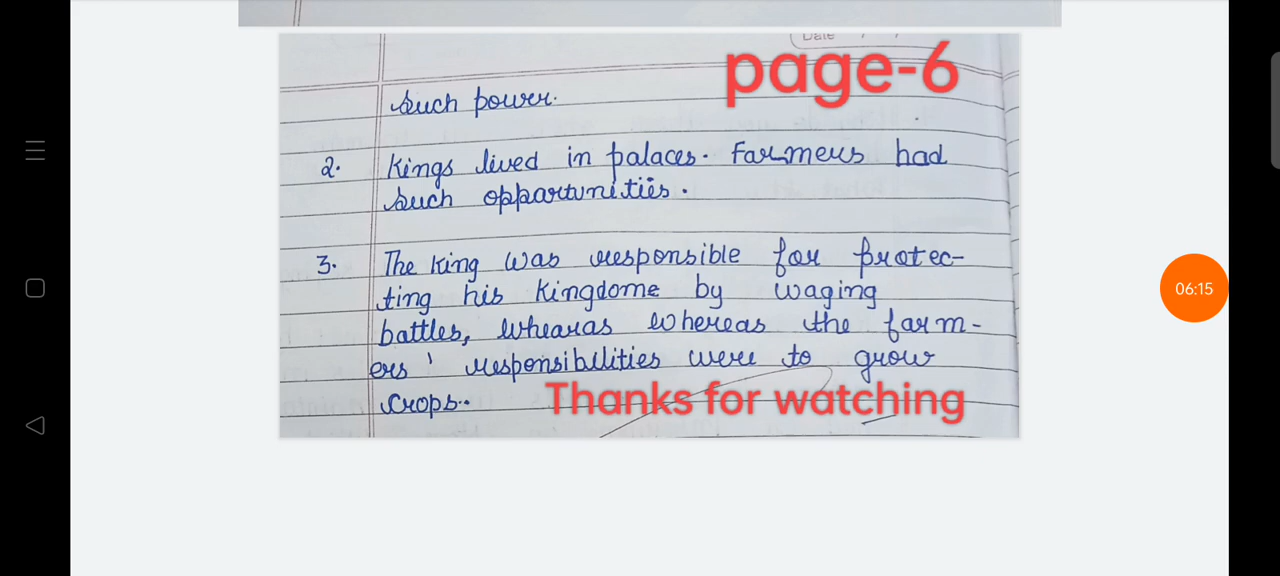 Date
page-6
such power.
2. Kings lived in palaces. Farmers had
such oppartunities.
3. The king was responsible for protec-
ting his Kingdome by waging
battles, wheauas whereas the farm-
ers' responsibilities were to grow
crops..
Thanks for watching
06:15